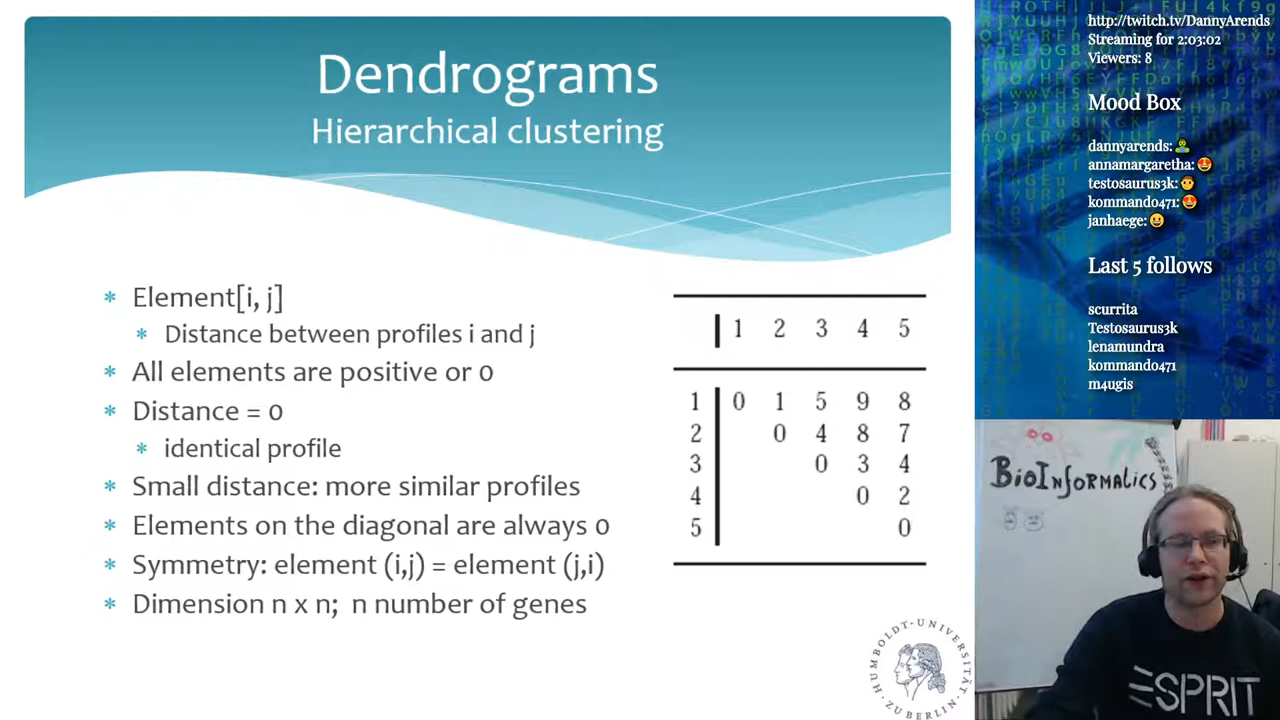 Dendrograms
Hierarchical clustering
* Element[i, j]
* Distance between profiles i and j
* All elements are positive or 0
* Distance = 0
* identical profile
* Small distance: more similar profiles
* Elements on the diagonal are always 0
* Symmetry: element (i,j) = element (j,i)
* Dimension n x n; n number of genes
1 2 3 4 5
1 0 1 5 9 8
2 0 4 8 7
3 0 3 4
4 0 2
5 0
HUMBOLDT-UNIVERSITÄT
ZU BERLIN
http://twitch.tv/DannyArends
Streaming for 2:03:02
Viewers: 8
Mood Box
dannyarends:
annamargaretha:
testosaurus3k:
kommando471:
janhaege:
Last 5 follows
scurrita
Testosaurus3k
lenamundra
kommando471
m4ugis
BioInformatics
ESPRIT